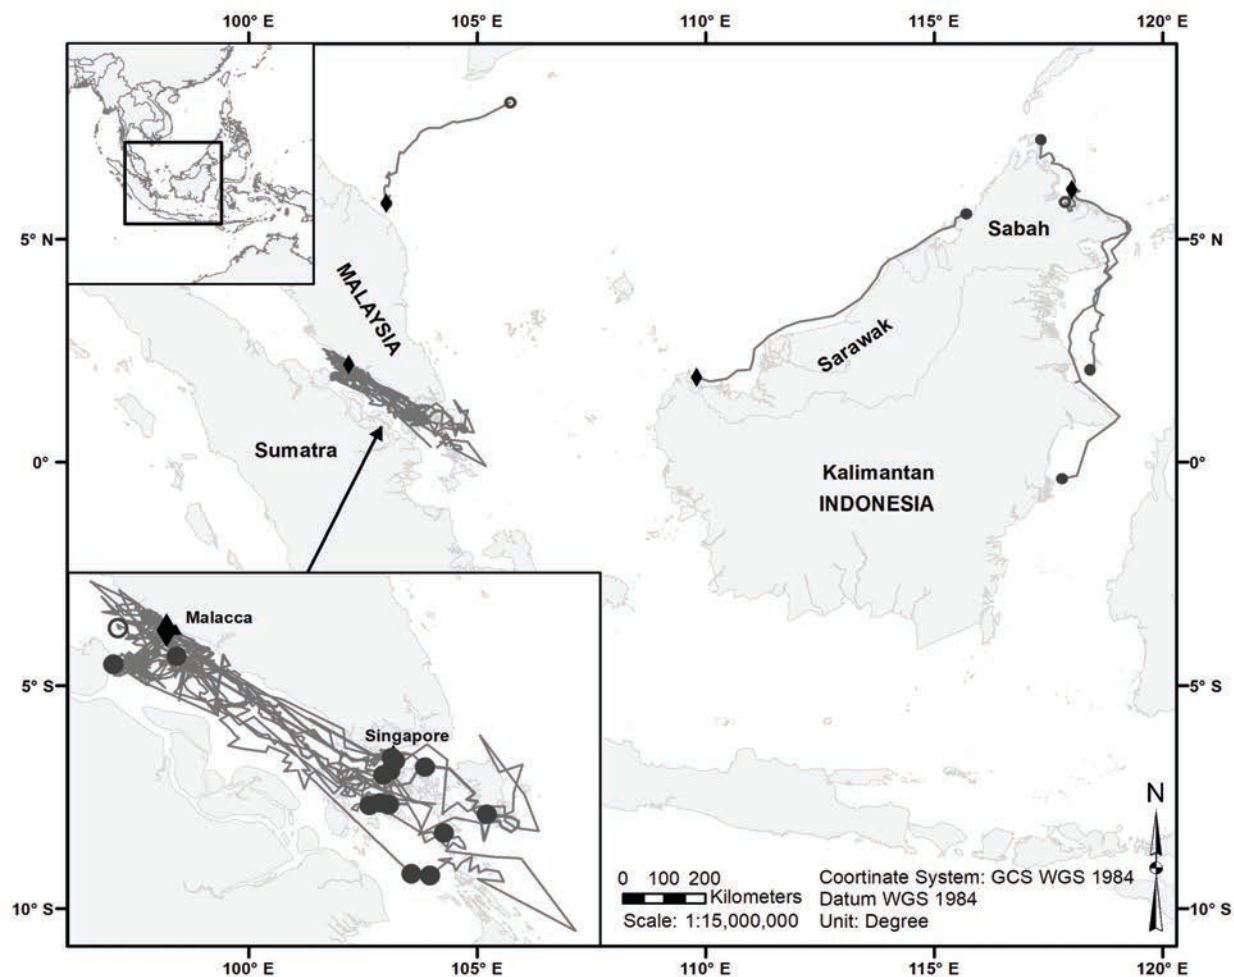 100° E
105° E
110° E
115° E
120° E
5° N
5° N
MALAYSIA
Sabah
Sarawak
Sumatra
0°
0°
Kalimantan
INDONESIA
Malacca
Singapore
5° S
5° S
N
0 100 200
Kilometers
Scale: 1:15,000,000
Coortinate System: GCS WGS 1984
Datum WGS 1984
Unit: Degree
10° S
10° S
100° E
105° E
110° E
115° E
120° E